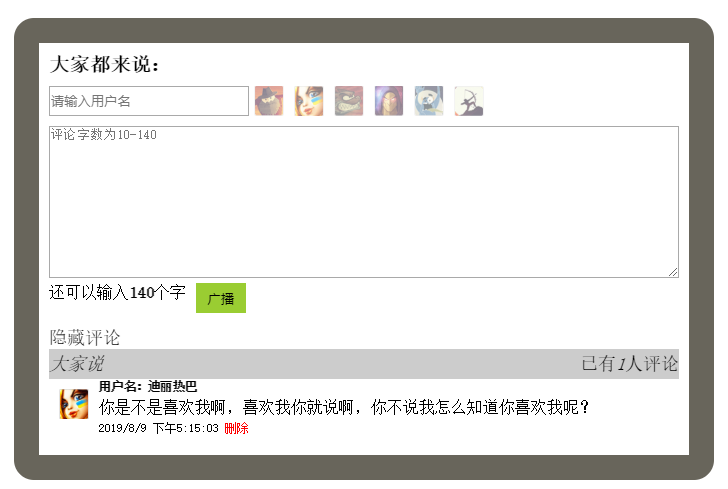 大家都来说：
请输入用户名
评论字数为10-140
还可以输入140个字 广播
隐藏评论
大家说 已有1人评论
用户名：迪丽热巴
你是不是喜欢我啊，喜欢我你就说啊，你不说我怎么知道你喜欢我呢？
2019/8/9 下午5:15:03 删除